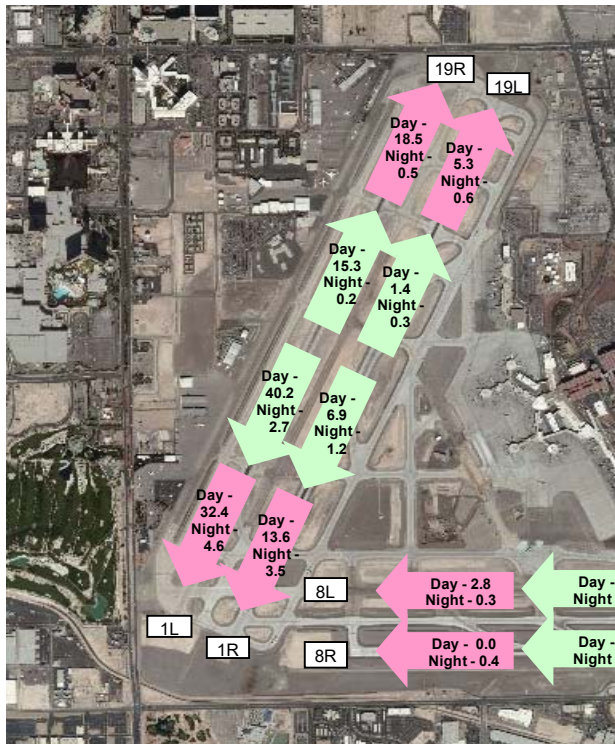 19R
19L
Day -
18.5
Night -
0.5
Day -
5.3
Night -
0.6
Day -
15.3
Night -
0.2
Day -
1.4
Night -
0.3
Day -
40.2
Night -
2.7
Day -
6.9
Night -
1.2
Day -
32.4
Night -
4.6
Day -
13.6
Night -
3.5
8L
Day - 2.8
Night - 0.3
Day -
Night
1L
1R
8R
Day - 0.0
Night - 0.4
Day -
Night